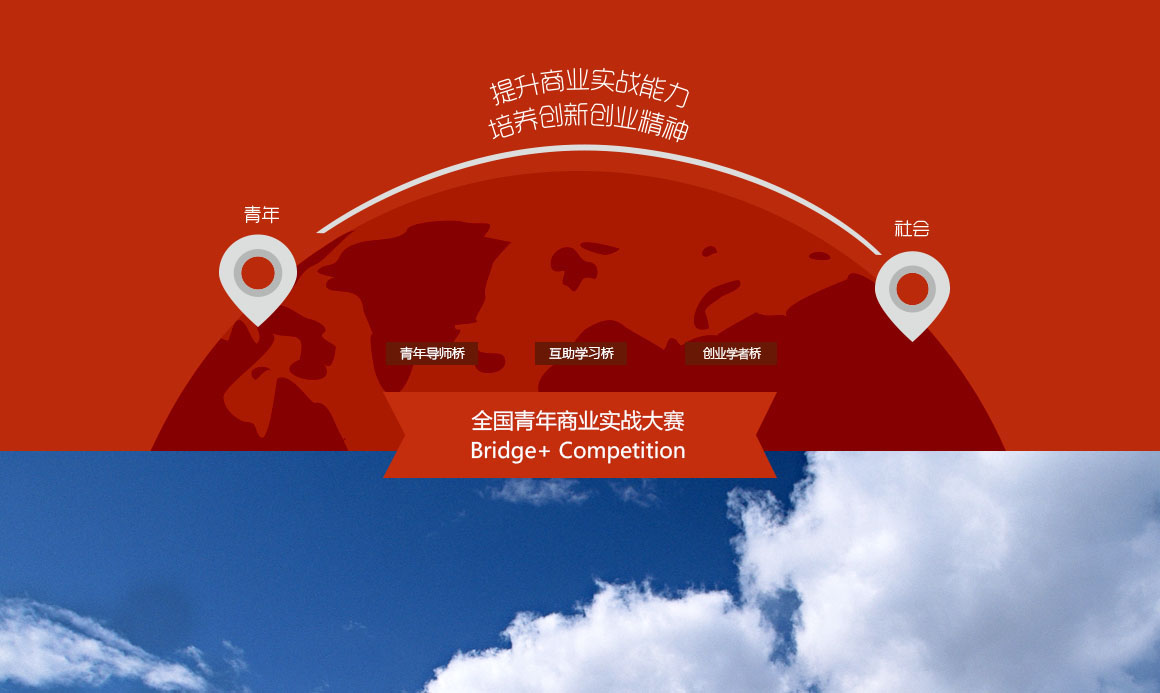 提升商业实战能力
培养创新创业精神
青年
社会
青年导师桥
互助学习桥
创业学者桥
全国青年商业实战大赛
Bridge+ Competition